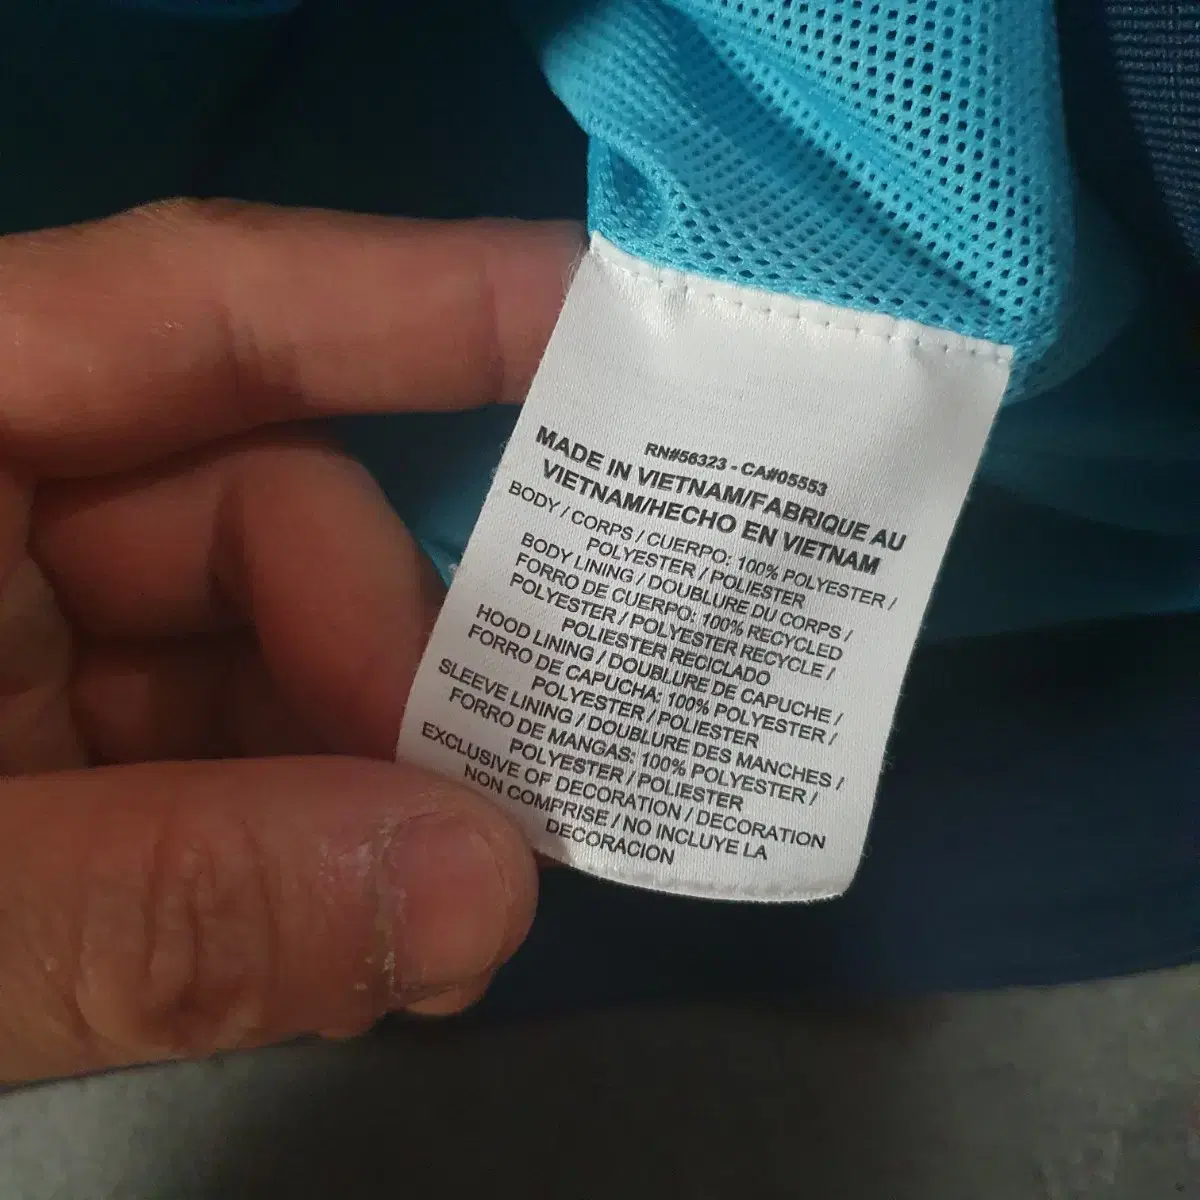 RN#56323 - CA#05553
MADE IN VIETNAM/FABRIQUE AU
VIETNAM/HECHO EN VIETNAM
BODY / CORPS / CUERPO: 100% POLYESTER /
POLYESTER / POLIESTER
BODY LINING / DOUBLURE DU CORPS /
FORRO DE CUERPO: 100% RECYCLED
POLYESTER / POLYESTER RECYCLE /
POLIESTER RECICLADO
HOOD LINING / DOUBLURE DE CAPUCHE /
FORRO DE CAPUCHA: 100% POLYESTER /
POLYESTER / POLIESTER
SLEEVE LINING / DOUBLURE DES MANCHES /
FORRO DE MANGAS: 100% POLYESTER /
POLYESTER / POLIESTER
EXCLUSIVE OF DECORATION / DECORATION
NON COMPRISE / NO INCLUYE LA
DECORACION